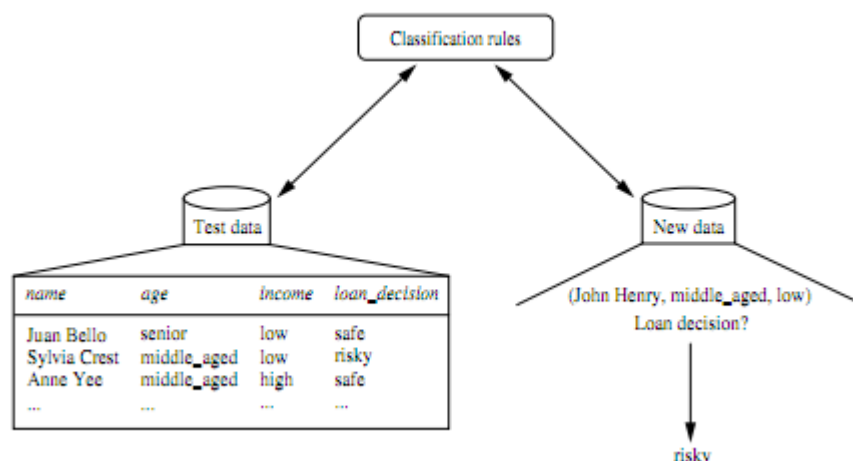 Classification rules
Test data
name age income loan_decision
Juan Bello senior low safe
Sylvia Crest middle_aged low risky
Anne Yee middle_aged high safe
... ... ... ...
New data
(John Henry, middle_aged, low)
Loan decision?
risky